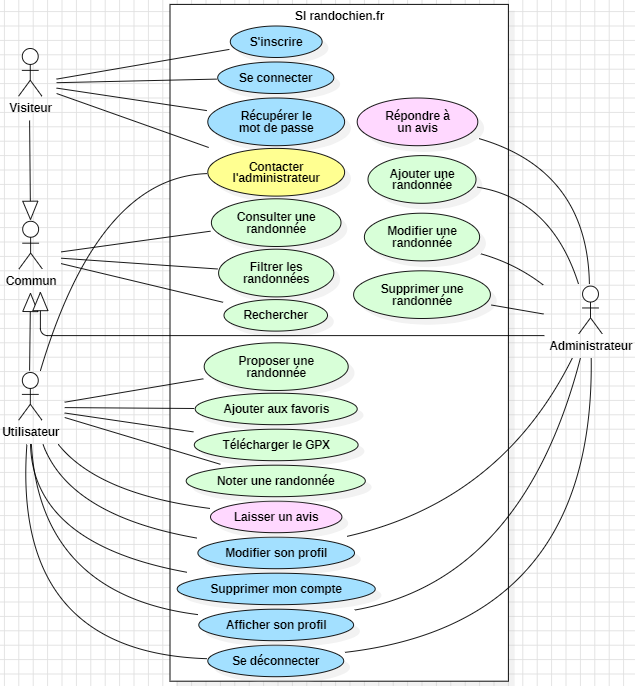 SI randochien.fr
S'inscrire
Se connecter
Visiteur
Récupérer le
mot de passe
Répondre à
un avis
Contacter
l'administrateur
Ajouter une
randonnée
Consulter une
randonnée
Modifier une
randonnée
Commun
Filtrer les
randonnées
Supprimer une
randonnée
Rechercher
Administrateur
Proposer une
randonnée
Ajouter aux favoris
Utilisateur
Télécharger le GPX
Noter une randonnée
Laisser un avis
Modifier son profil
Supprimer mon compte
Afficher son profil
Se déconnecter